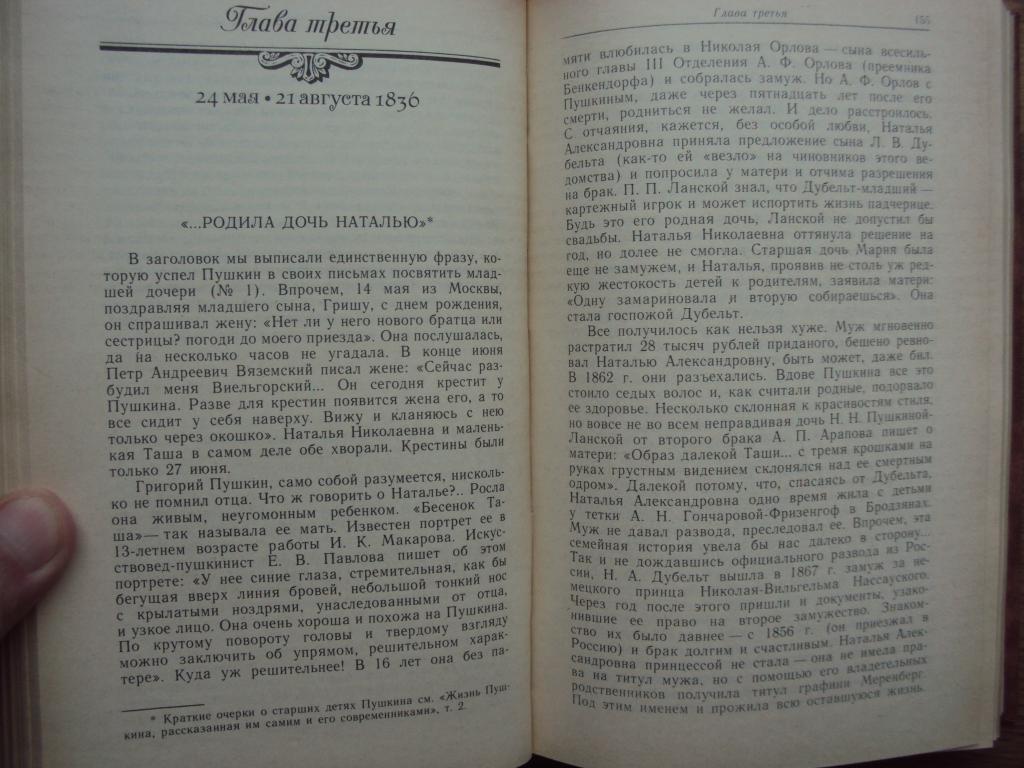 Глава третья
24 мая • 21 августа 1836
«...РОДИЛА ДОЧЬ НАТАЛЬЮ»*
В заголовок мы выписали единственную фразу, ко-
торую успел Пушкин в своих письмах посвятить млад-
шей дочери (№ 1). Впрочем, 14 мая из Москвы,
поздравляя младшего сына, Гришу, с днем рождения,
он спрашивал жену: «Нет ли у него нового братца или
сестрицы? погоди до моего приезда». Она послушалась,
да на несколько часов не угадала. В конце июня
Петр Андреевич Вяземский писал жене: «Сейчас раз-
будил меня Виельгорский... Он сегодня крестит у
Пушкина. Разве для крестин появится жена его, а то
все сидит у себя наверху. Вижу и кланяюсь с нею
только через окошко». Наталья Николаевна и малень-
кая Таша в самом деле обе хворали. Крестины были
только 27 июня.
Григорий Пушкин, само собой разумеется, нисколь-
ко не помнил отца. Что ж говорить о Наталье?.. Росла
она живым, неугомонным ребенком. «Бесенок Та-
ша»— так называла ее мать. Известен портрет ее в
13-летнем возрасте работы И. К. Макарова. Искус-
ствовед-пушкинист Е. В. Павлова пишет об этом
портрете: «У нее синие глаза, стремительная, как бы
бегущая вверх линия бровей, небольшой тонкий нос
с крылатыми ноздрями, унаследованными от отца,
и узкое лицо. Она очень хороша и похожа на Пушкина.
По крутому повороту головы и твердому взгляду
можно заключить об упрямом, решительном харак-
тере». Куда уж решительнее! В 16 лет она без па-
* Краткие очерки о старших детях Пушкина см. «Жизнь Пуш-
кина, рассказанная им самим и его современниками», т. 2.
Глава третья
155
мяти влюбилась в Николая Орлова — сына всесиль-
ного главы III Отделения А. Ф. Орлова (преемника
Бенкендорфа) и собралась замуж. Но А. Ф. Орлов с
Пушкиным, даже через пятнадцать лет после его
смерти, родниться не желал. И дело расстроилось.
С отчаяния, кажется, без особой любви, Наталья
Александровна приняла предложение сына Л. В. Ду-
бельта (как-то ей «везло» на чиновников этого ве-
домства) и попросила у матери и отчима разрешения
на брак. П. П. Ланской знал, что Дубельт-младший —
картежный игрок и может испортить жизнь падчерице.
Будь это его родная дочь, Ланской не допустил бы
свадьбы. Наталья Николаевна оттянула решение на
год, но долее не смогла. Старшая дочь Мария была
еще не замужем, и Наталья, проявив не столь уж ред-
кую жестокость детей к родителям, заявила матери:
«Одну замариновала и вторую собираешься». Она
стала госпожой Дубельт.
Все получилось как нельзя хуже. Муж мгновенно
растратил 28 тысяч рублей приданого, бешено ревно-
вал Наталью Александровну, быть может, даже бил.
В 1862 г. они разъехались. Вдове Пушкина все это
стоило седых волос и, как считали родные, подорвало
ее здоровье. Несколько склонная к красивостям стиля,
но вовсе не во всем неправдивая дочь Н. Н. Пушкиной-
Ланской от второго брака А. П. Арапова пишет о
матери: «Образ далекой Таши... с тремя крошками на
руках грустным видением склонялся над ее смертным
одром». Далекой потому, что, спасаясь от Дубельта,
Наталья Александровна одно время жила с детьми
у тетки А. Н. Гончаровой-Фризенгоф в Бродзянах.
Муж не давал развода, преследовал ее. Впрочем, эта
семейная история увела бы нас далеко в сторону...
Так и не дождавшись официального развода из Рос-
сии, Н. А. Дубельт вышла в 1867 г. замуж за не-
мецкого принца Николая-Вильгельма Нассауского.
Через год после этого пришли и документы, узако-
нившие ее право на второе замужество. Знаком-
ство их было давнее — с 1856 г. (он приезжал в
Россию) и брак долгим и счастливым. Наталья Алек-
сандровна принцессой не стала — она не имела пра-
ва на титул мужа, но с помощью его владетельных
родственников получила титул графини Меренберг.
Под этим именем и прожила всю оставшуюся жизнь.